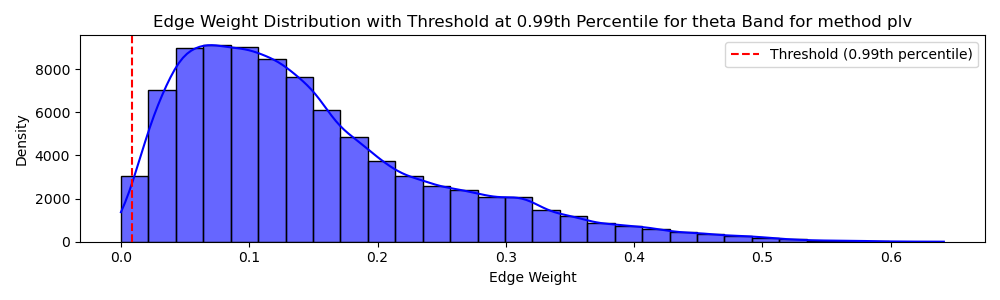 Edge Weight Distribution with Threshold at 0.99th Percentile for theta Band for method plv
Threshold (0.99th percentile)
Density
8000
6000
4000
2000
0
0.0 0.1 0.2 0.3 0.4 0.5 0.6
Edge Weight